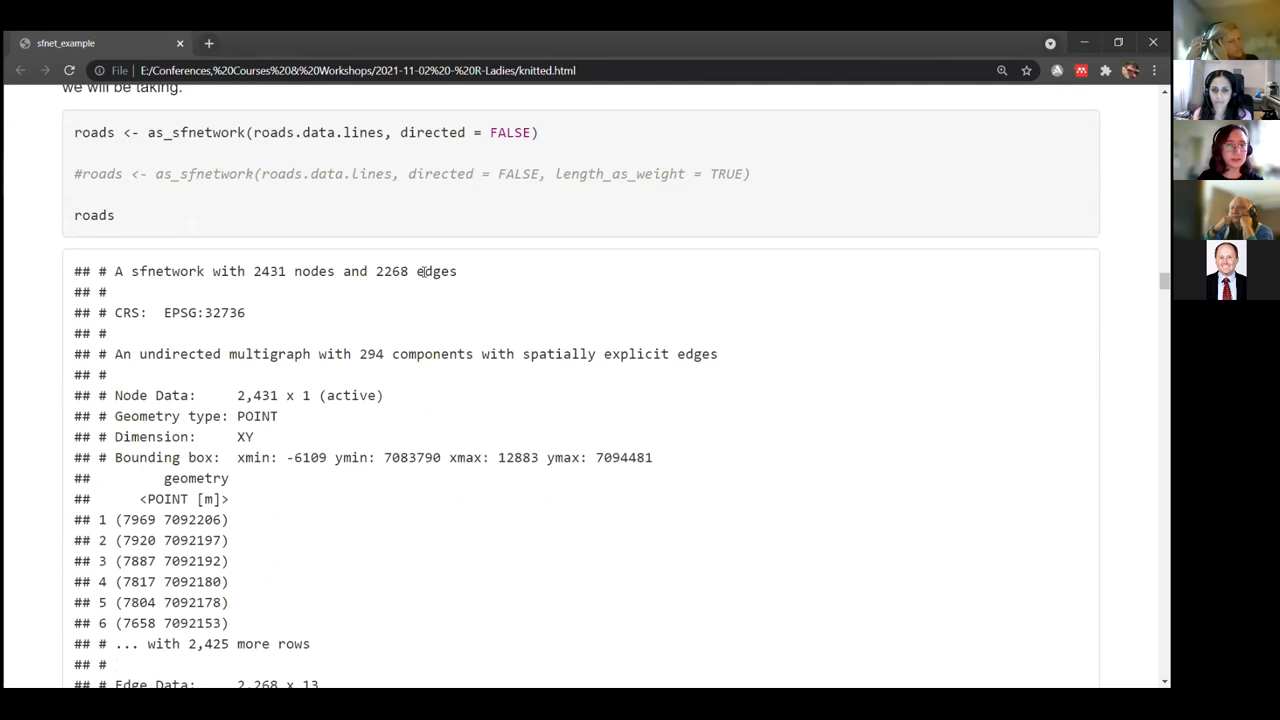 sfnet_example
File E:/Conferences,%20Courses%20&%20Workshops/2021-11-02%20-%20R-Ladies/knitted.html
we will be taking.
roads <- as_sfnetwork(roads.data.lines, directed = FALSE)
#roads <- as_sfnetwork(roads.data.lines, directed = FALSE, length_as_weight = TRUE)
roads
## # A sfnetwork with 2431 nodes and 2268 edges
## #
## # CRS:  EPSG:32736
## #
## # An undirected multigraph with 294 components with spatially explicit edges
## #
## # Node Data:     2,431 x 1 (active)
## # Geometry type: POINT
## # Dimension:     XY
## # Bounding box:  xmin: -6109 ymin: 7083790 xmax: 12883 ymax: 7094481
##         geometry
##      <POINT [m]>
## 1 (7969 7092206)
## 2 (7920 7092197)
## 3 (7887 7092192)
## 4 (7817 7092180)
## 5 (7804 7092178)
## 6 (7658 7092153)
## # ... with 2,425 more rows
## #
## # Edge Data:     2,268 x 13